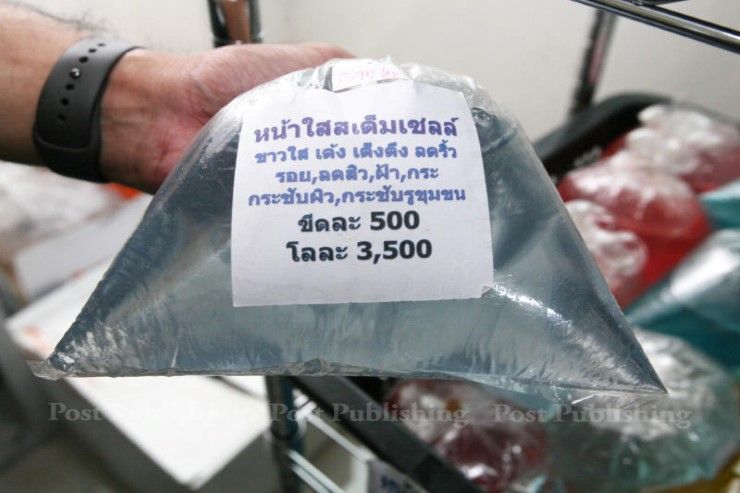 หน้าใสสเต็มเซลล์
ขาวใส เด้ง เต็งตึง ลดริ้ว
รอย,ลดสิว,ฝ้า,กระ
กระชับผิว,กระชับรูขุมขน
ขีดละ 500
โลละ 3,500
Post Publishing Post Publishing Post Publishing